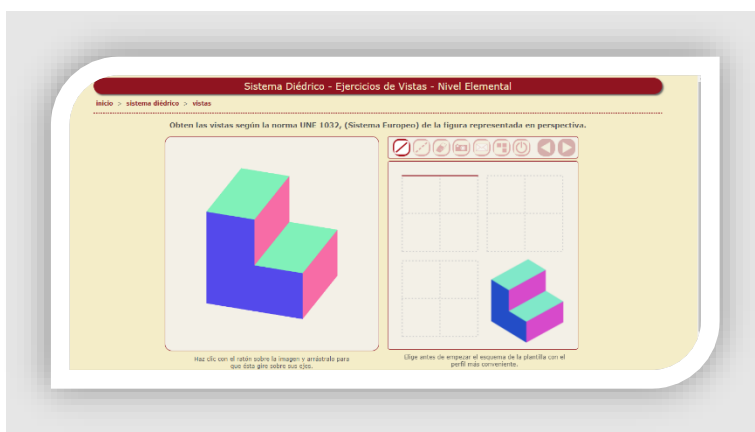 Sistema Diédrico - Ejercicios de Vistas - Nivel Elemental
inicio > sistema diédrico > vistas
Obten las vistas según la norma UNE 1032, (Sistema Europeo) de la figura representada en perspectiva.
Haz clic con el ratón sobre la imagen y arrástralo para
que ésta gire sobre sus ejes.
Elige antes de empezar el esquema de la plantilla con el
perfil más conveniente.